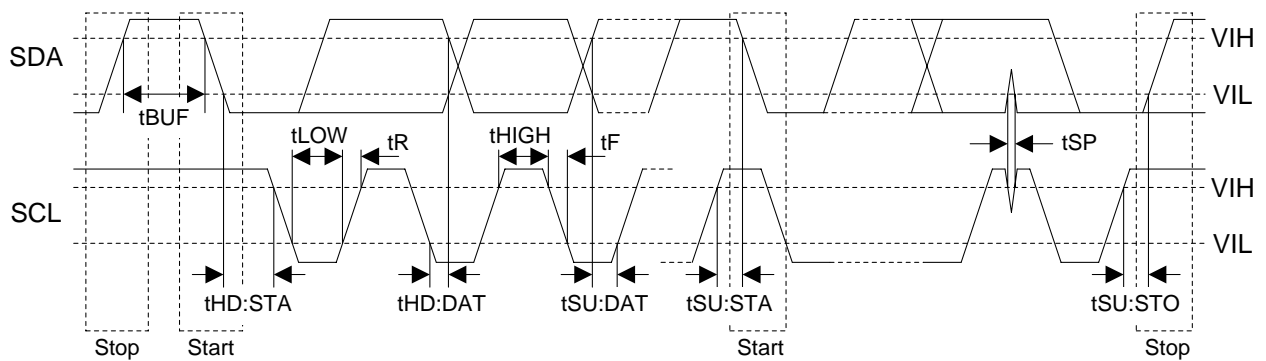 SDA
VIH
VIL
tBUF
tLOW
tR
tHIGH
tF
tSP
SCL
VIH
VIL
tHD:STA
tHD:DAT
tSU:DAT
tSU:STA
tSU:STO
Stop
Start
Start
Stop